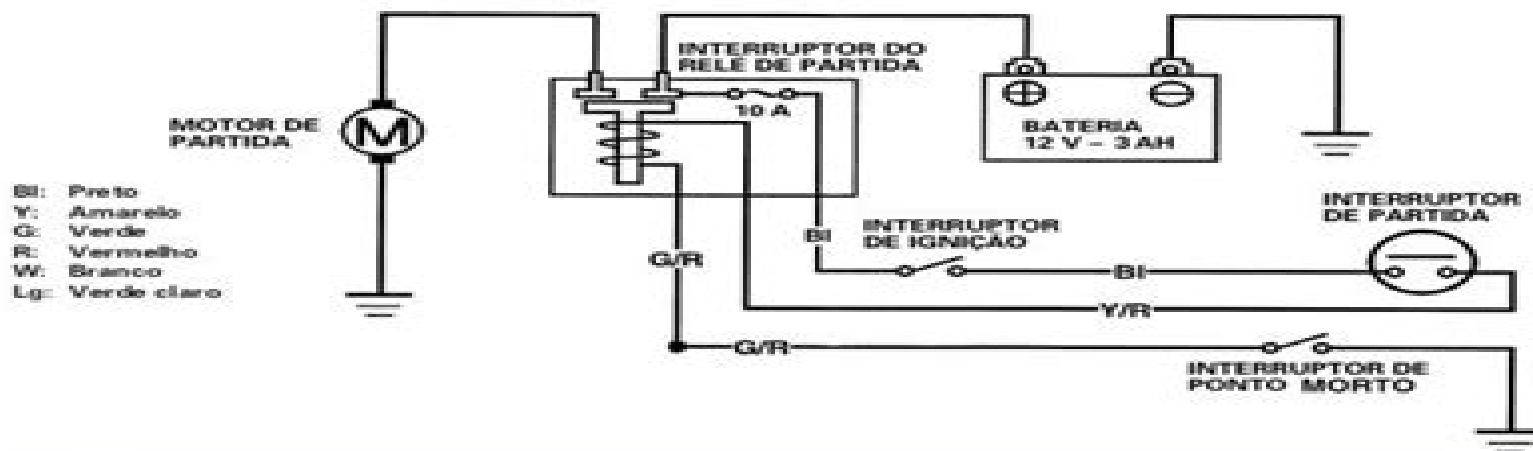 INTERRUPTOR DO
RELÉ DE PARTIDA
10 A
MOTOR DE
PARTIDA
M
BATERIA
12 V – 3 AH
Bl: Preto
Y: Amarelo
G: Verde
R: Vermelho
W: Branco
Lg: Verde claro
INTERRUPTOR
DE PARTIDA
INTERRUPTOR
DE IGNIÇÃO
Bl
G/R
Bl
Y/R
G/R
INTERRUPTOR DE
PONTO MORTO